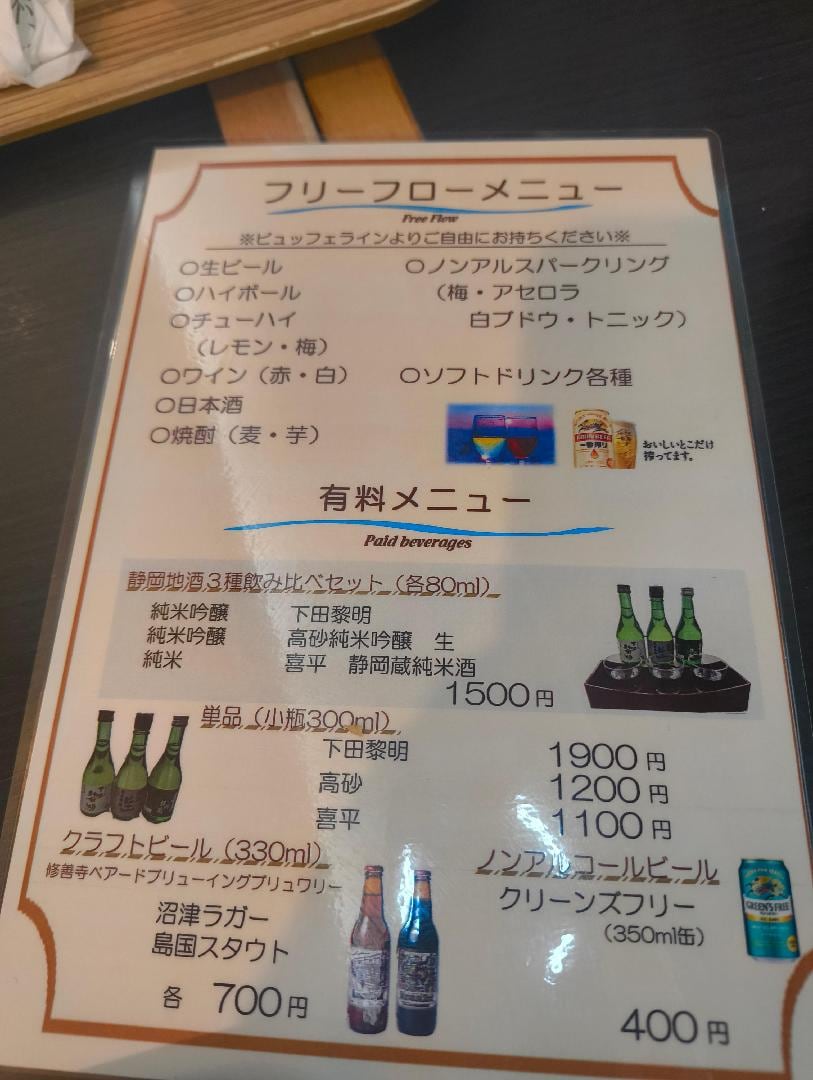 フリーフローメニュー
Free Flow
※ビュッフェラインよりご自由にお持ちください※
○生ビール
○ハイボール
○チューハイ
（レモン・梅）
○ワイン（赤・白）
○日本酒
○焼酎（麦・芋）
○ノンアルスパークリング
（梅・アセロラ
白ブドウ・トニック）
○ソフトドリンク各種
一番搾り
おいしいとこだけ
搾ってます。
有料メニュー
Paid beverages
静岡地酒３種飲み比べセット（各80ml）
純米吟醸 下田黎明
純米吟醸 高砂純米吟醸 生
純米 喜平 静岡蔵純米酒
1500円
単品（小瓶300ml）
下田黎明 1900円
高砂 1200円
喜平 1100円
クラフトビール（330ml）
修善寺ベアードブリューイングブリュワリー
沼津ラガー
島国スタウト
各 700円
ノンアルコールビール
クリーンズフリー
（350ml缶）
GREEN'S FREE
400円